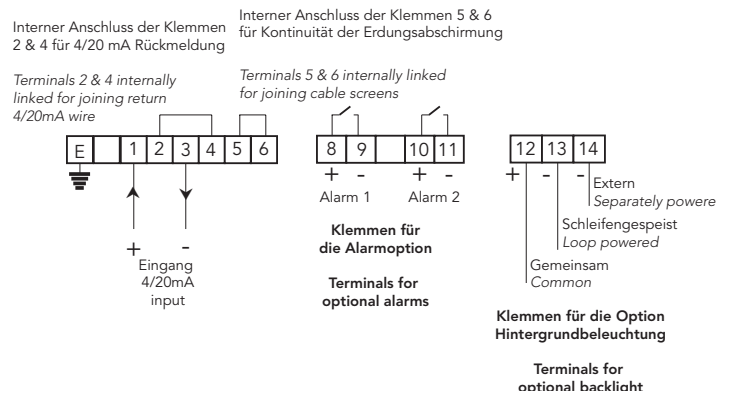 Interner Anschluss der Klemmen
2 & 4 für 4/20 mA Rückmeldung
Terminals 2 & 4 internally
linked for joining return
4/20mA wire
Interner Anschluss der Klemmen 5 & 6
für Kontinuität der Erdungsabschirmung
Terminals 5 & 6 internally linked
for joining cable screens
E 1 2 3 4 5 6
+ -
Eingang
4/20mA
input
8 9 10 11
+ - + -
Alarm 1 Alarm 2
Klemmen für
die Alarmoption
Terminals for
optional alarms
12 13 14
+ - -
Extern
Separately powere
Schleifengespeist
Loop powered
Gemeinsam
Common
Klemmen für die Option
Hintergrundbeleuchtung
Terminals for
optional backlight